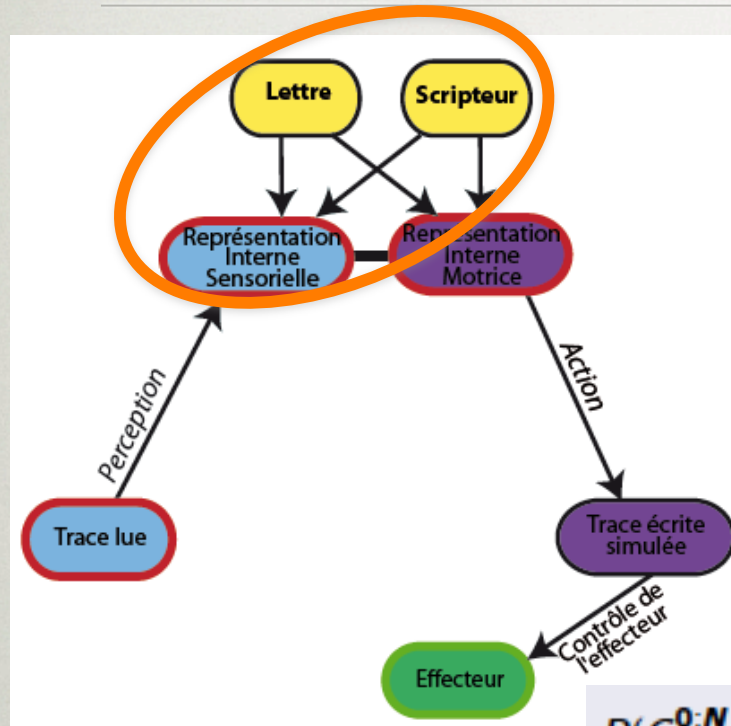 Lettre
Scripteur
Représentation
Interne
Sensorielle
Représentation
Interne
Motrice
Perception
Action
Trace lue
Trace écrite
simulée
Contrôle de
l'effecteur
Effecteur
0:N